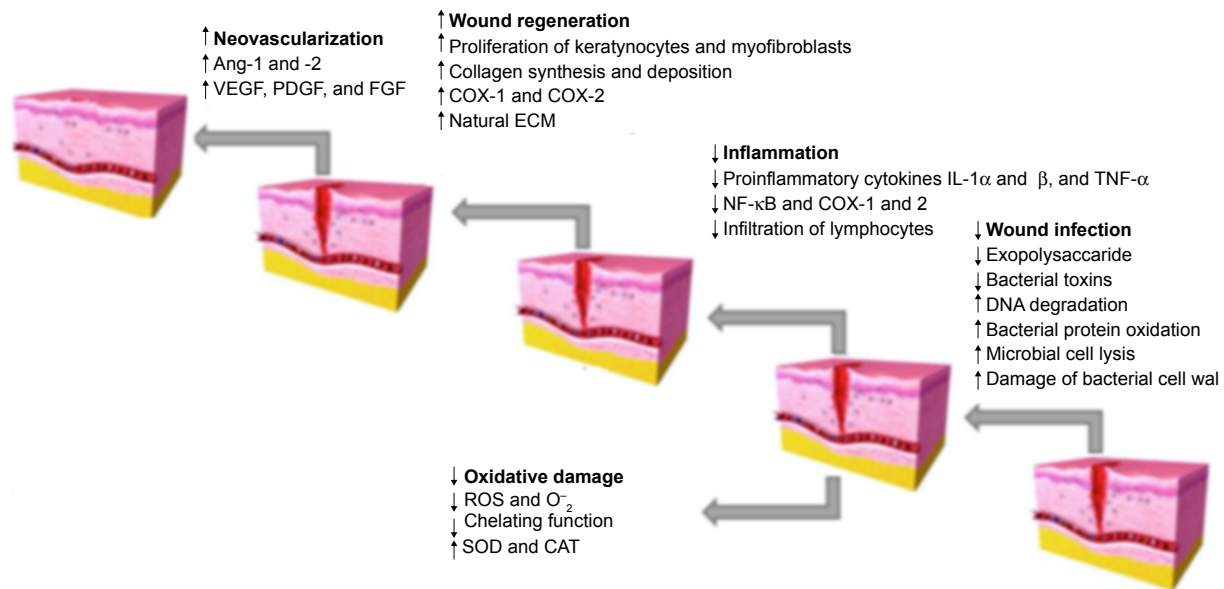 ↑ Neovascularization
↑ Ang-1 and -2
↑ VEGF, PDGF, and FGF
↑ Wound regeneration
↑ Proliferation of keratynocytes and myofibroblasts
↑ Collagen synthesis and deposition
↑ COX-1 and COX-2
↑ Natural ECM
↓ Inflammation
↓ Proinflammatory cytokines IL-1α and β, and TNF-α
↓ NF-κB and COX-1 and 2
↓ Infiltration of lymphocytes
↓ Wound infection
↓ Exopolysaccaride
↓ Bacterial toxins
↑ DNA degradation
↑ Bacterial protein oxidation
↑ Microbial cell lysis
↑ Damage of bacterial cell wal
↓ Oxidative damage
↓ ROS and O⁻₂
↓ Chelating function
↑ SOD and CAT